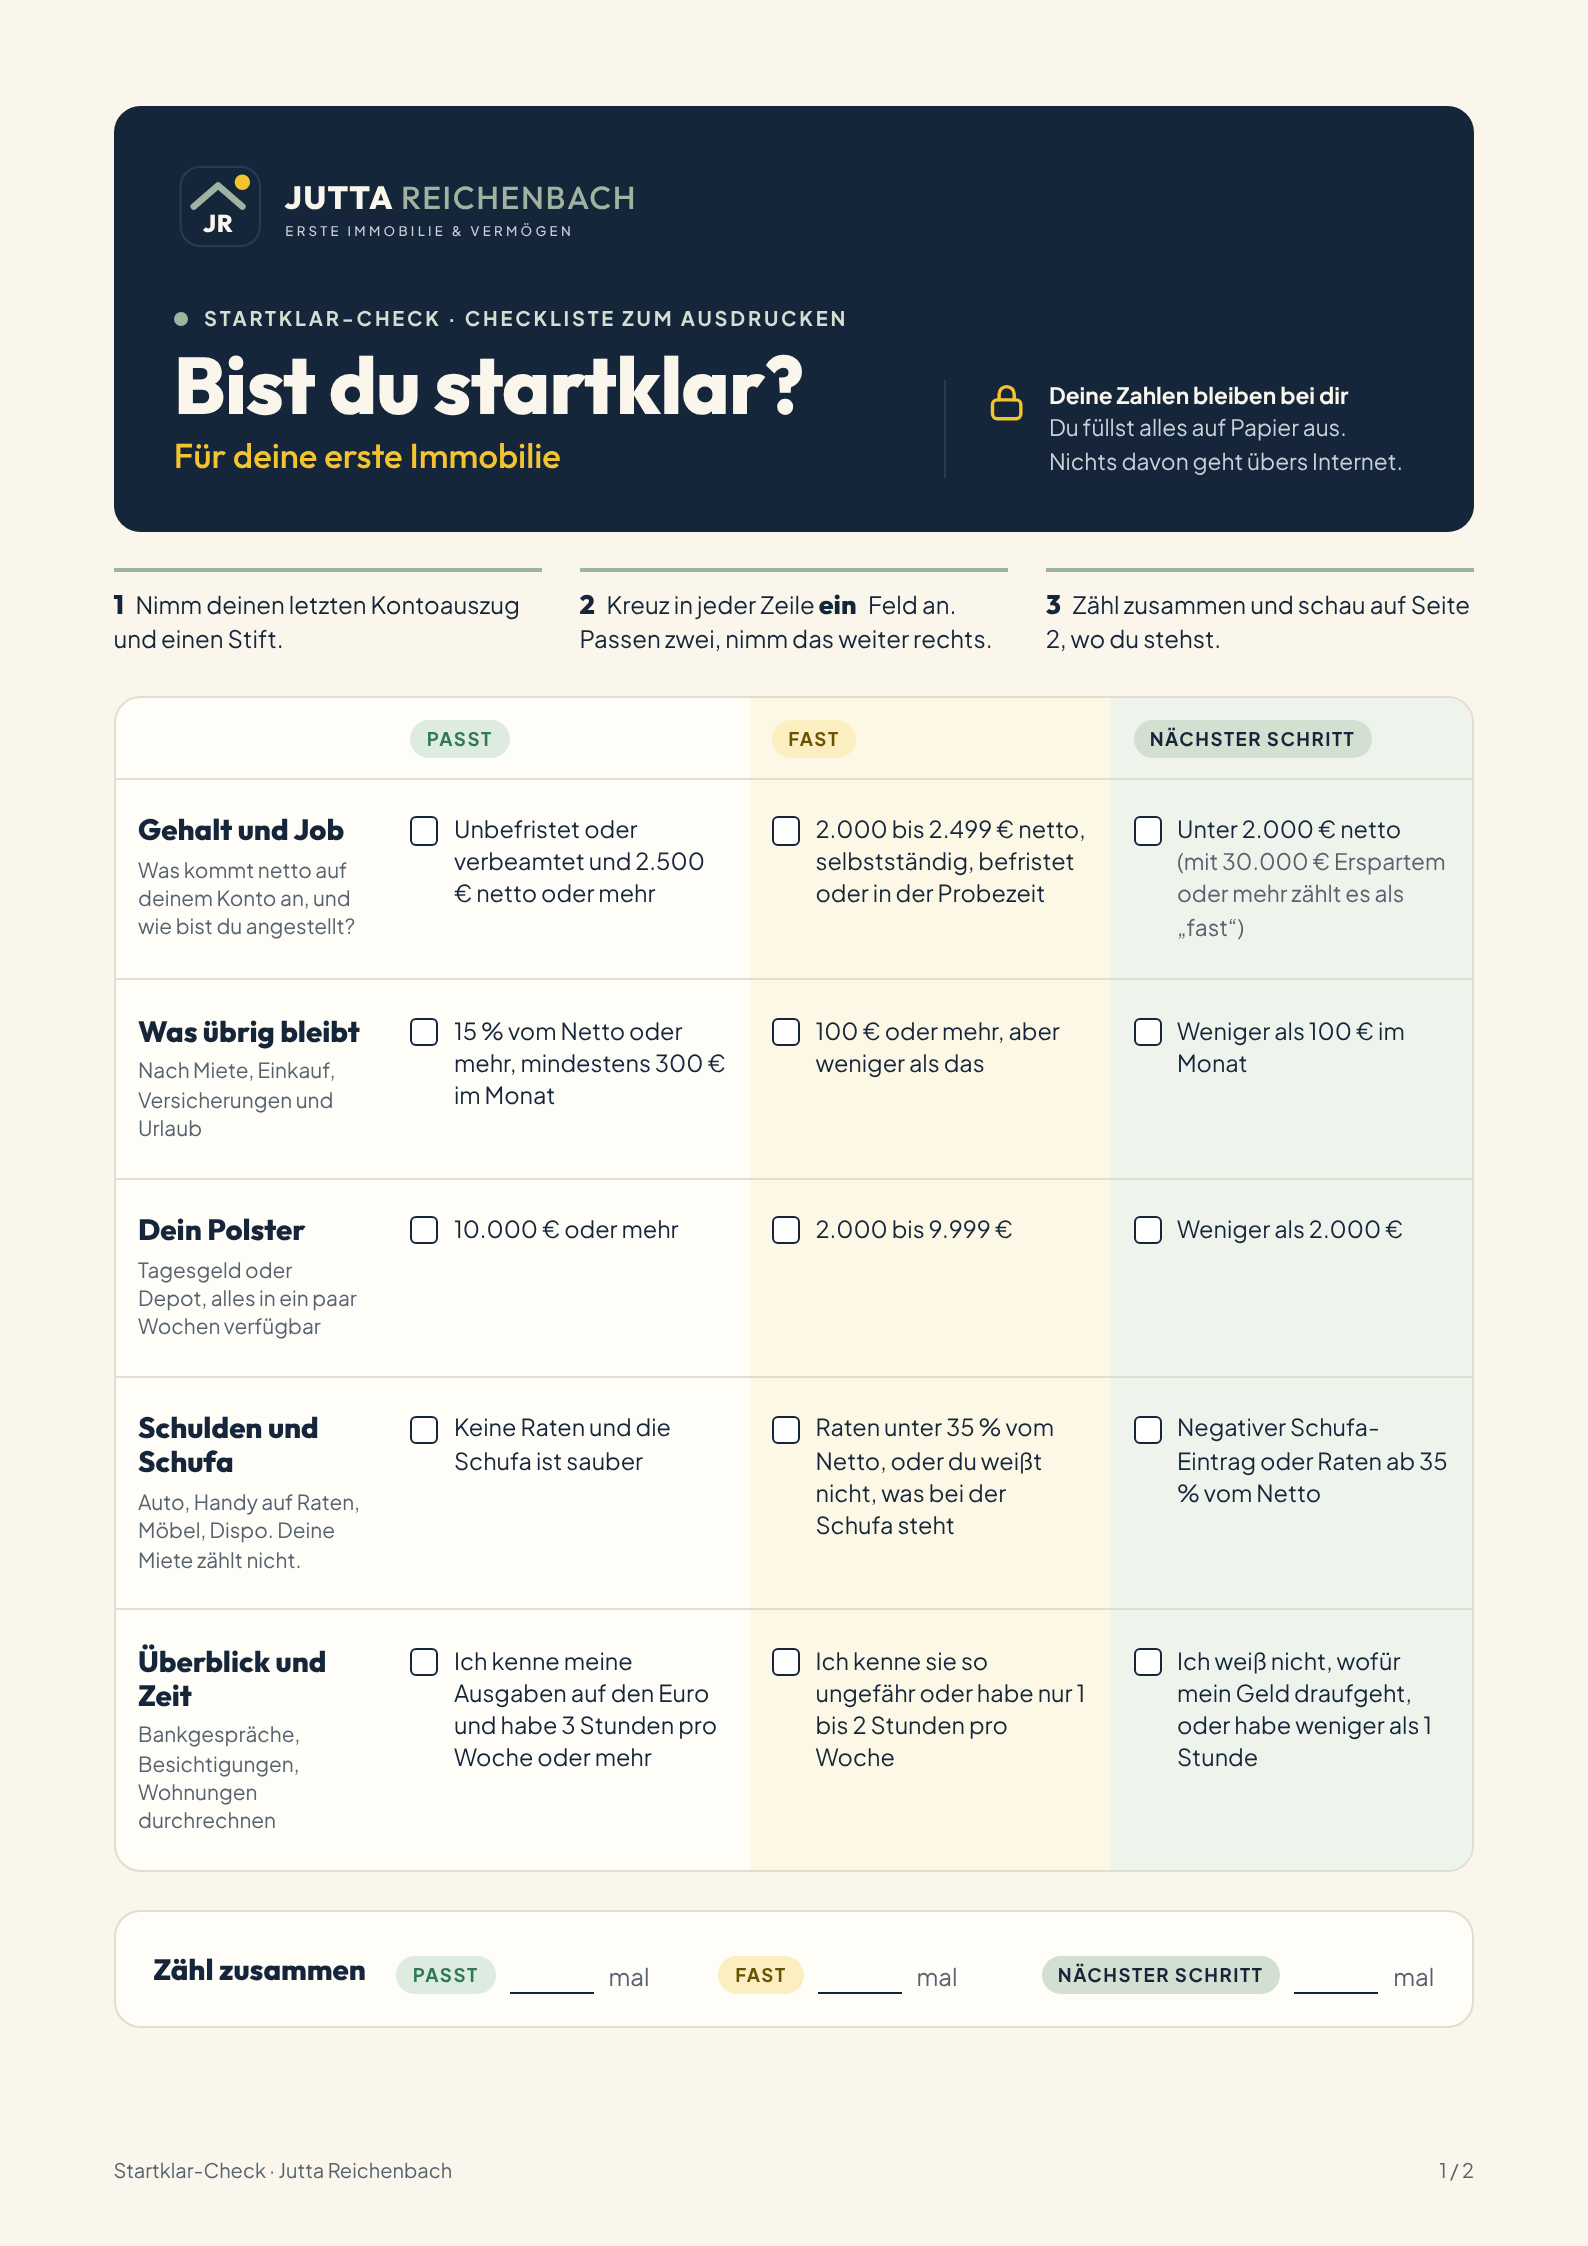 JR
JUTTA REICHENBACH
ERSTE IMMOBILIE & VERMÖGEN
STARTKLAR-CHECK · CHECKLISTE ZUM AUSDRUCKEN
Bist du startklar?
Für deine erste Immobilie
Deine Zahlen bleiben bei dir
Du füllst alles auf Papier aus.
Nichts davon geht übers Internet.
1 Nimm deinen letzten Kontoauszug
und einen Stift.
2 Kreuz in jeder Zeile ein Feld an.
Passen zwei, nimm das weiter rechts.
3 Zähl zusammen und schau auf Seite
2, wo du stehst.
PASST
FAST
NÄCHSTER SCHRITT
Gehalt und Job
Was kommt netto auf
deinem Konto an, und
wie bist du angestellt?
Unbefristet oder
verbeamtet und 2.500
€ netto oder mehr
2.000 bis 2.499 € netto,
selbstständig, befristet
oder in der Probezeit
Unter 2.000 € netto
(mit 30.000 € Erspartem
oder mehr zählt es als
„fast“)
Was übrig bleibt
Nach Miete, Einkauf,
Versicherungen und
Urlaub
15 % vom Netto oder
mehr, mindestens 300 €
im Monat
100 € oder mehr, aber
weniger als das
Weniger als 100 € im
Monat
Dein Polster
Tagesgeld oder
Depot, alles in ein paar
Wochen verfügbar
10.000 € oder mehr
2.000 bis 9.999 €
Weniger als 2.000 €
Schulden und
Schufa
Auto, Handy auf Raten,
Möbel, Dispo. Deine
Miete zählt nicht.
Keine Raten und die
Schufa ist sauber
Raten unter 35 % vom
Netto, oder du weißt
nicht, was bei der
Schufa steht
Negativer Schufa-
Eintrag oder Raten ab 35
% vom Netto
Überblick und
Zeit
Bankgespräche,
Besichtigungen,
Wohnungen
durchrechnen
Ich kenne meine
Ausgaben auf den Euro
und habe 3 Stunden pro
Woche oder mehr
Ich kenne sie so
ungefähr oder habe nur 1
bis 2 Stunden pro
Woche
Ich weiß nicht, wofür
mein Geld draufgeht,
oder habe weniger als 1
Stunde
Zähl zusammen PASST ______ mal FAST ______ mal NÄCHSTER SCHRITT ______ mal
Startklar-Check · Jutta Reichenbach
1 / 2